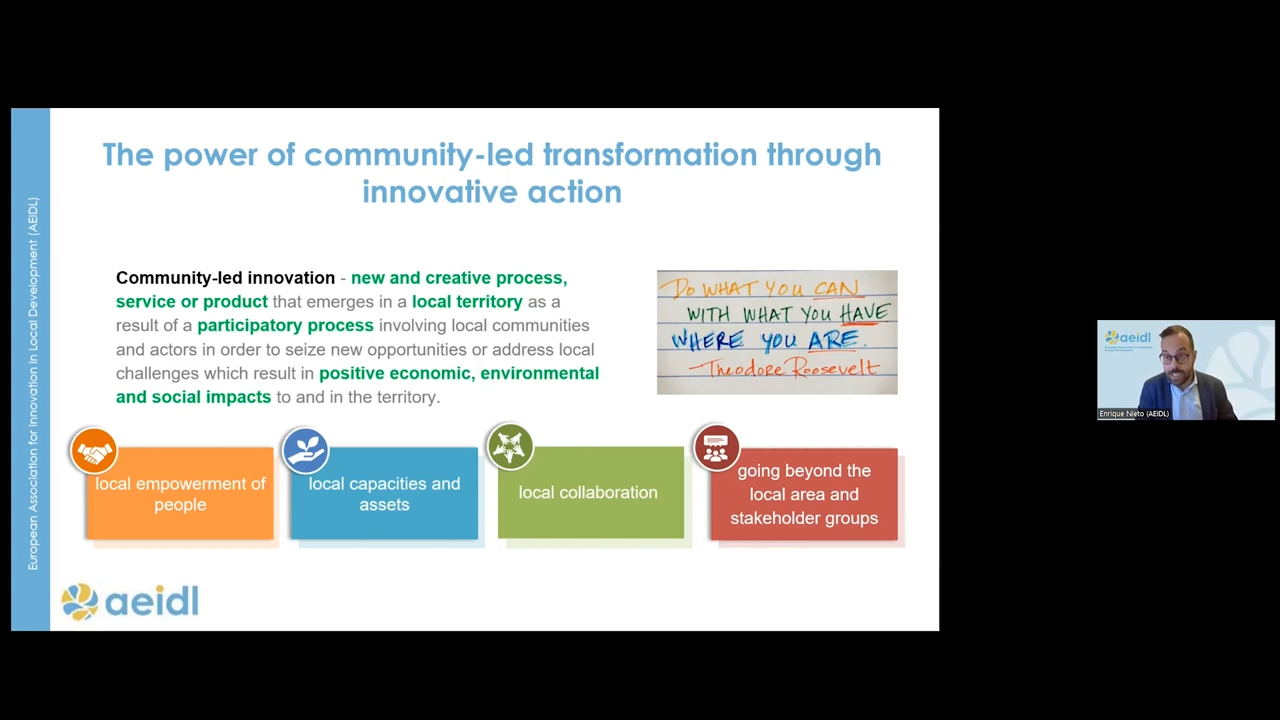 European Association for Innovation in Local Development (AEIDL)
The power of community-led transformation through
innovative action
Community-led innovation - new and creative process,
service or product that emerges in a local territory as a
result of a participatory process involving local communities
and actors in order to seize new opportunities or address local
challenges which result in positive economic, environmental
and social impacts to and in the territory.
DO WHAT YOU CAN
WITH WHAT YOU HAVE
WHERE YOU ARE.
-Theodore Roosevelt
local empowerment of
people
local capacities and
assets
local collaboration
going beyond the
local area and
stakeholder groups
aeidl
aeidl
Enrique Nieto (AEIDL)